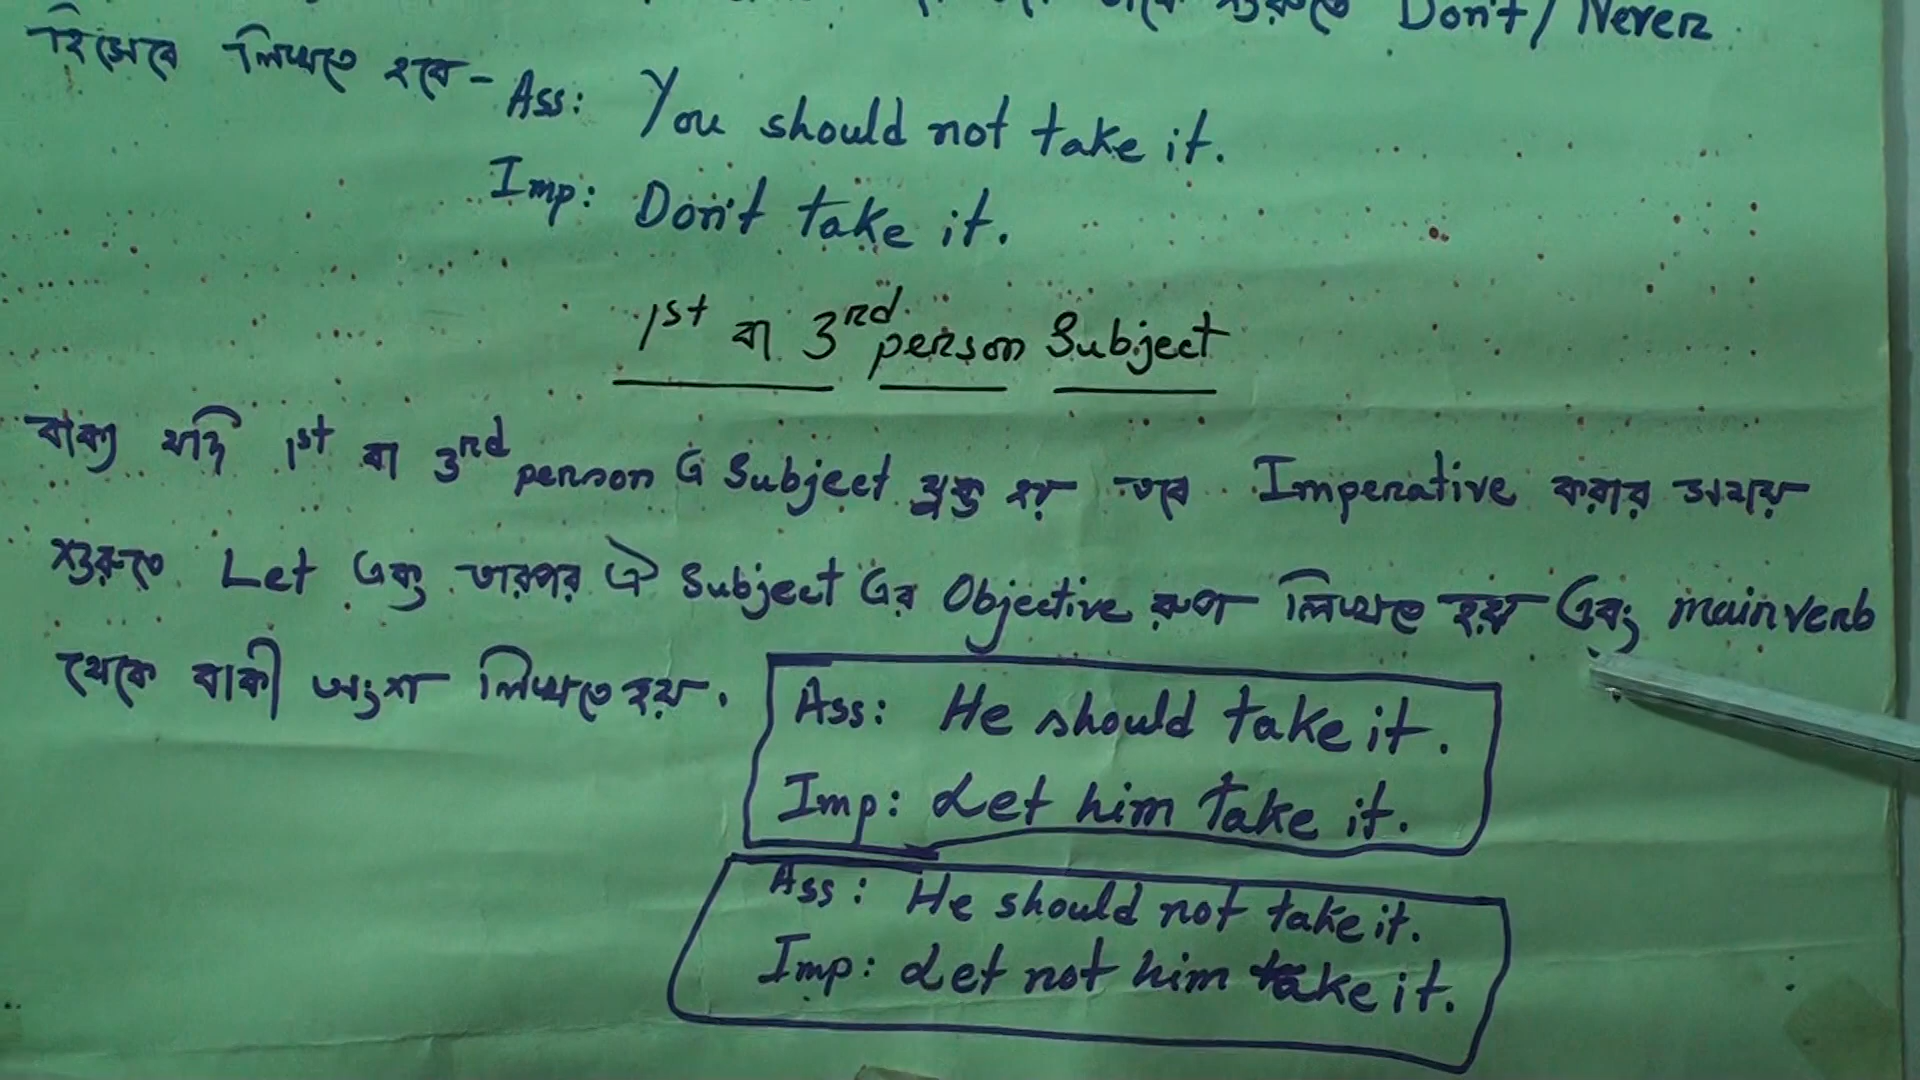 শুরুতে Don't/Never
হিসেবে লিখতে হবে-
Ass: You should not take it.
Imp: Don't take it.
1st বা 3rd person Subject
বাক্য যদি 1st বা 3rd person এ Subject যুক্ত হয় তবে Imperative করার সময়
শুরুতে Let এবং তারপর ঐ Subject এর Objective রুপ লিখতে হয় এবং main verb
থেকে বাকী অংশ লিখতে হয়.
Ass: He should take it.
Imp: Let him take it.
Ass: He should not take it.
Imp: Let not him take it.